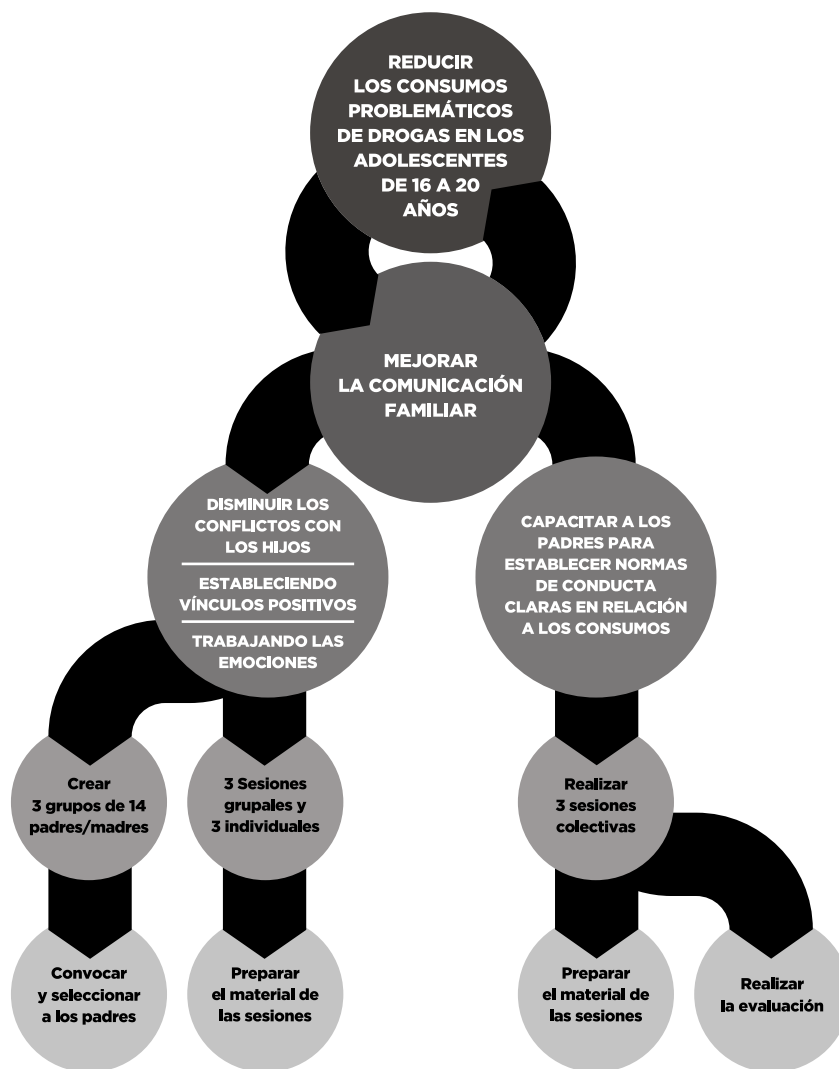 REDUCIR
LOS CONSUMOS
PROBLEMÁTICOS
DE DROGAS EN LOS
ADOLESCENTES
DE 16 A 20
AÑOS
MEJORAR
LA COMUNICACIÓN
FAMILIAR
DISMINUIR LOS
CONFLICTOS CON
LOS HIJOS
ESTABLECIENDO
VÍNCULOS POSITIVOS
TRABAJANDO LAS
EMOCIONES
CAPACITAR A LOS
PADRES PARA
ESTABLECER NORMAS
DE CONDUCTA
CLARAS EN RELACIÓN
A LOS CONSUMOS
Crear
3 grupos de 14
padres/madres
3 Sesiones
grupales y
3 individuales
Realizar
3 sesiones
colectivas
Convocar
y seleccionar
a los padres
Preparar
el material de
las sesiones
Preparar
el material de
las sesiones
Realizar
la evaluación